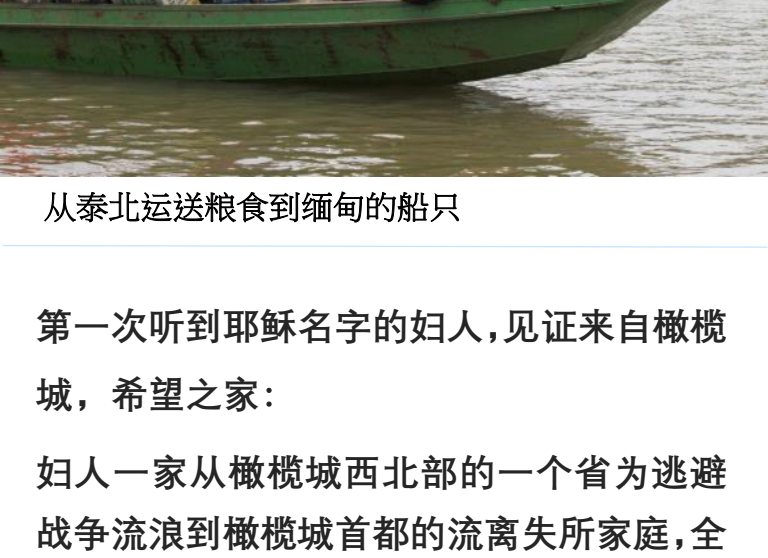 从泰北运送粮食到缅甸的船只
第一次听到耶稣名字的妇人,见证来自橄榄
城，希望之家：
妇人一家从橄榄城西北部的一个省为逃避
战争流浪到橄榄城首都的流离失所家庭,全